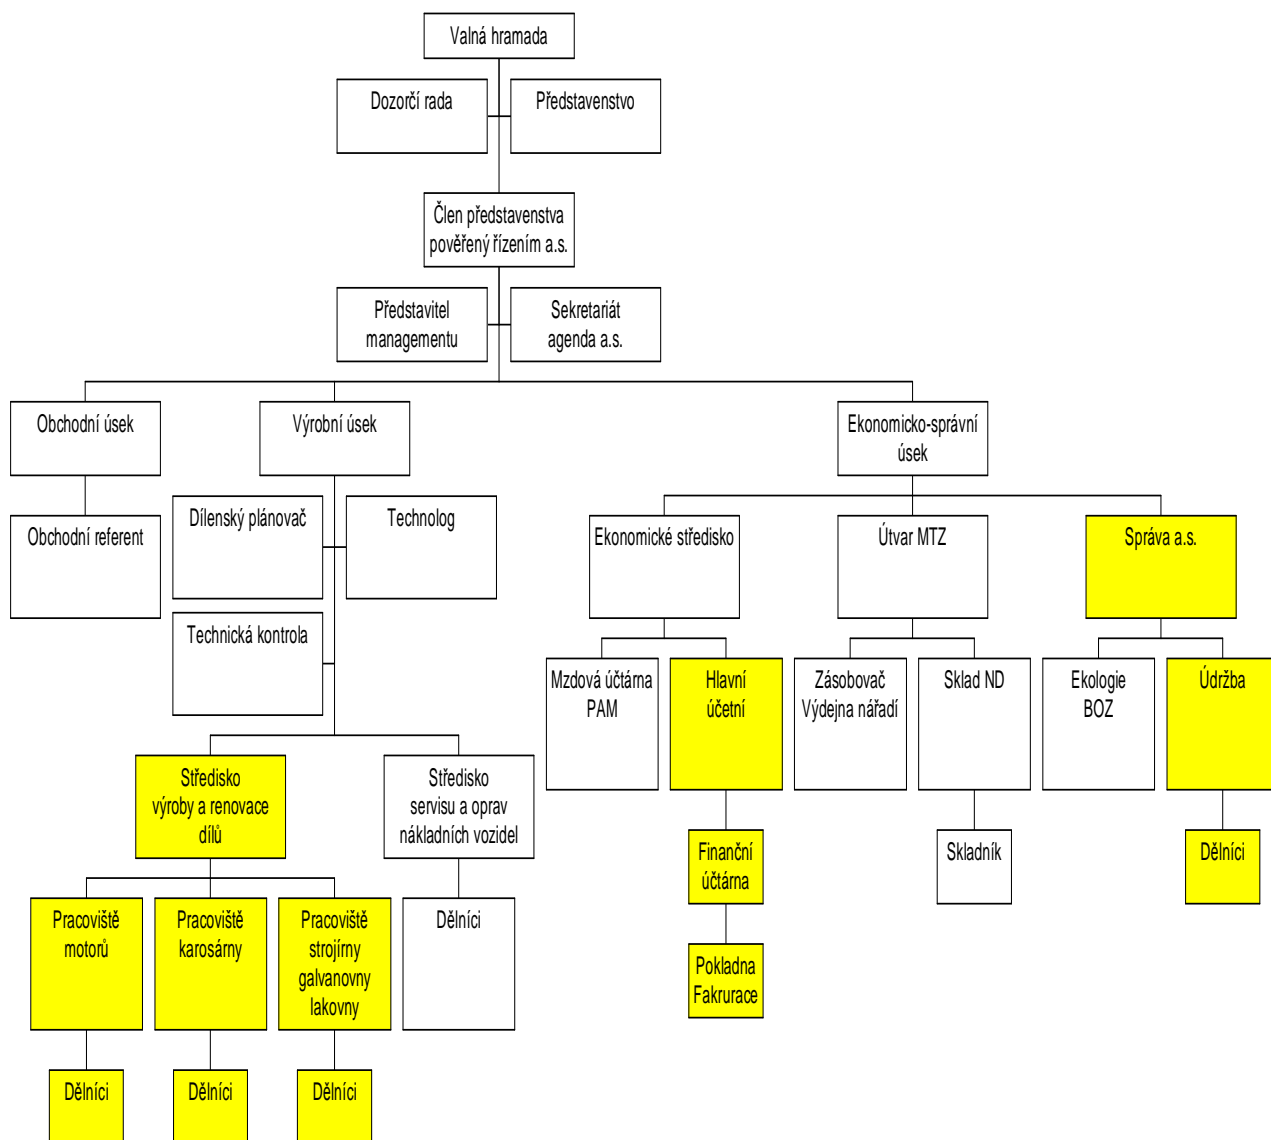 Valná hramada
Dozorčí rada
Představenstvo
Člen představenstva
pověřený řízením a.s.
Představitel
managementu
Sekretariát
agenda a.s.
Obchodní úsek
Výrobní úsek
Ekonomicko-správní
úsek
Obchodní referent
Dílenský plánovač
Technolog
Ekonomické středisko
Útvar MTZ
Správa a.s.
Technická kontrola
Mzdová účtárna
PAM
Hlavní
účetní
Zásobovač
Výdejna nářadí
Sklad ND
Ekologie
BOZ
Údržba
Středisko
výroby a renovace
dílů
Středisko
servisu a oprav
nákladních vozidel
Finanční
účtárna
Skladník
Dělníci
Pracoviště
motorů
Pracoviště
karosárny
Pracoviště
strojírny
galvanovny
lakovny
Dělníci
Pokladna
Fakrurace
Dělníci
Dělníci
Dělníci